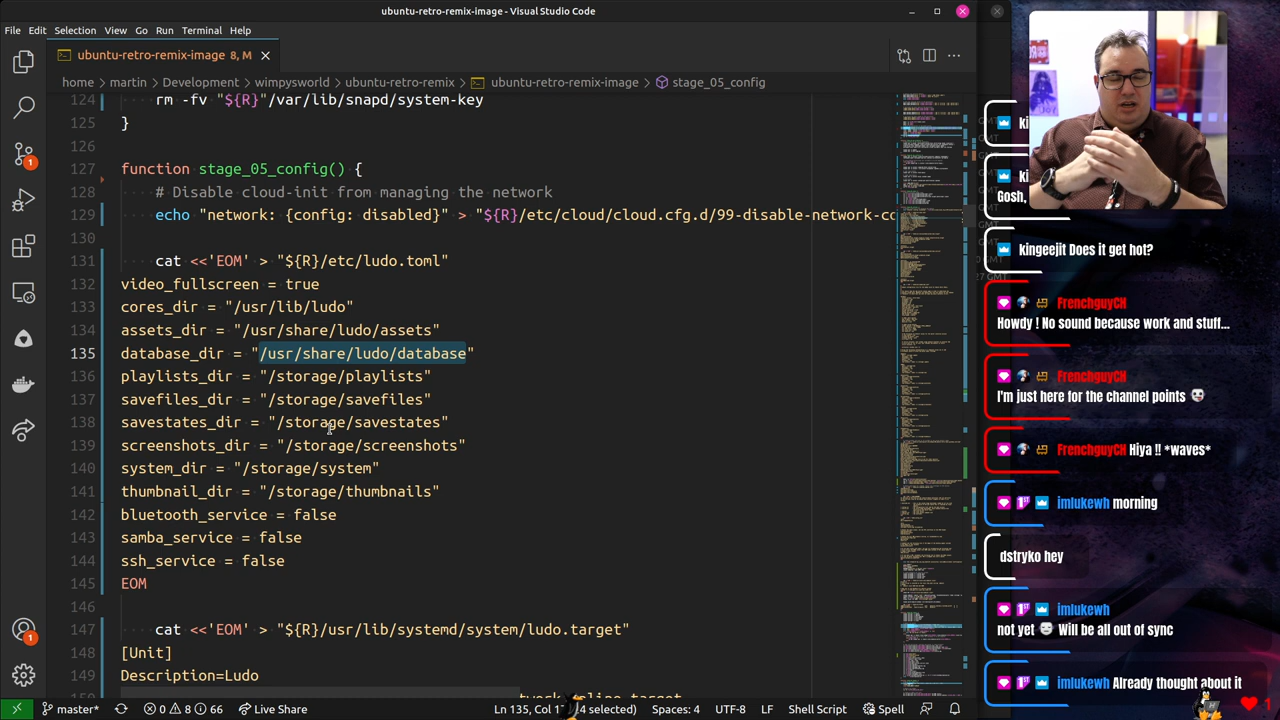 ubuntu-retro-remix-image - Visual Studio Code
File Edit Selection View Go Run Terminal Help
ubuntu-retro-remix-image 8, M
home > martin > Development > wimpysworld > ubuntu-retro-remix > ubuntu-retro-remix-image > stage_05_config
124 rm -f "${R}"/var/lib/snapd/system-key
125 }
126
function stage_05_config() {
# Disable cloud-init from managing the network
129 echo "network: {config: disabled}" > "${R}/etc/cloud/cloud.cfg.d/99-disable-network-co
130
131 cat <<'EOM' > "${R}/etc/ludo.toml"
132 video_fullscreen = true
133 cores_dir = "/usr/lib/ludo"
134 assets_dir = "/usr/share/ludo/assets"
135 database_dir = "/usr/share/ludo/database"
136 playlists_dir = "/storage/playlists"
137 savefiles_dir = "/storage/savefiles"
138 savestates_dir = "/storage/savestates"
139 screenshot_dir = "/storage/screenshots"
140 system_dir = "/storage/system"
141 thumbnail_dir = "/storage/thumbnails"
142 bluetooth_service = false
143 samba_service = false
144 ssh_service = false
145 EOM
146
147 cat <<'EOM' > "${R}/usr/lib/systemd/system/ludo.target"
148 [Unit]
149 Description=Ludo
master* 8 0 Live Share Ln 135, Spaces: 4 UTF-8 LF Shell Script Spell
Gosh,
kingeejit Does it get hot?
FrenchguyCH
Howdy ! No sound because work and stuff...
FrenchguyCH
I'm just here for the channel points
FrenchguyCH Hiya !! *waves*
imlukewh morning
dstryko hey
imlukewh
not yet Will be all out of sync
imlukewh Already thought about it
1